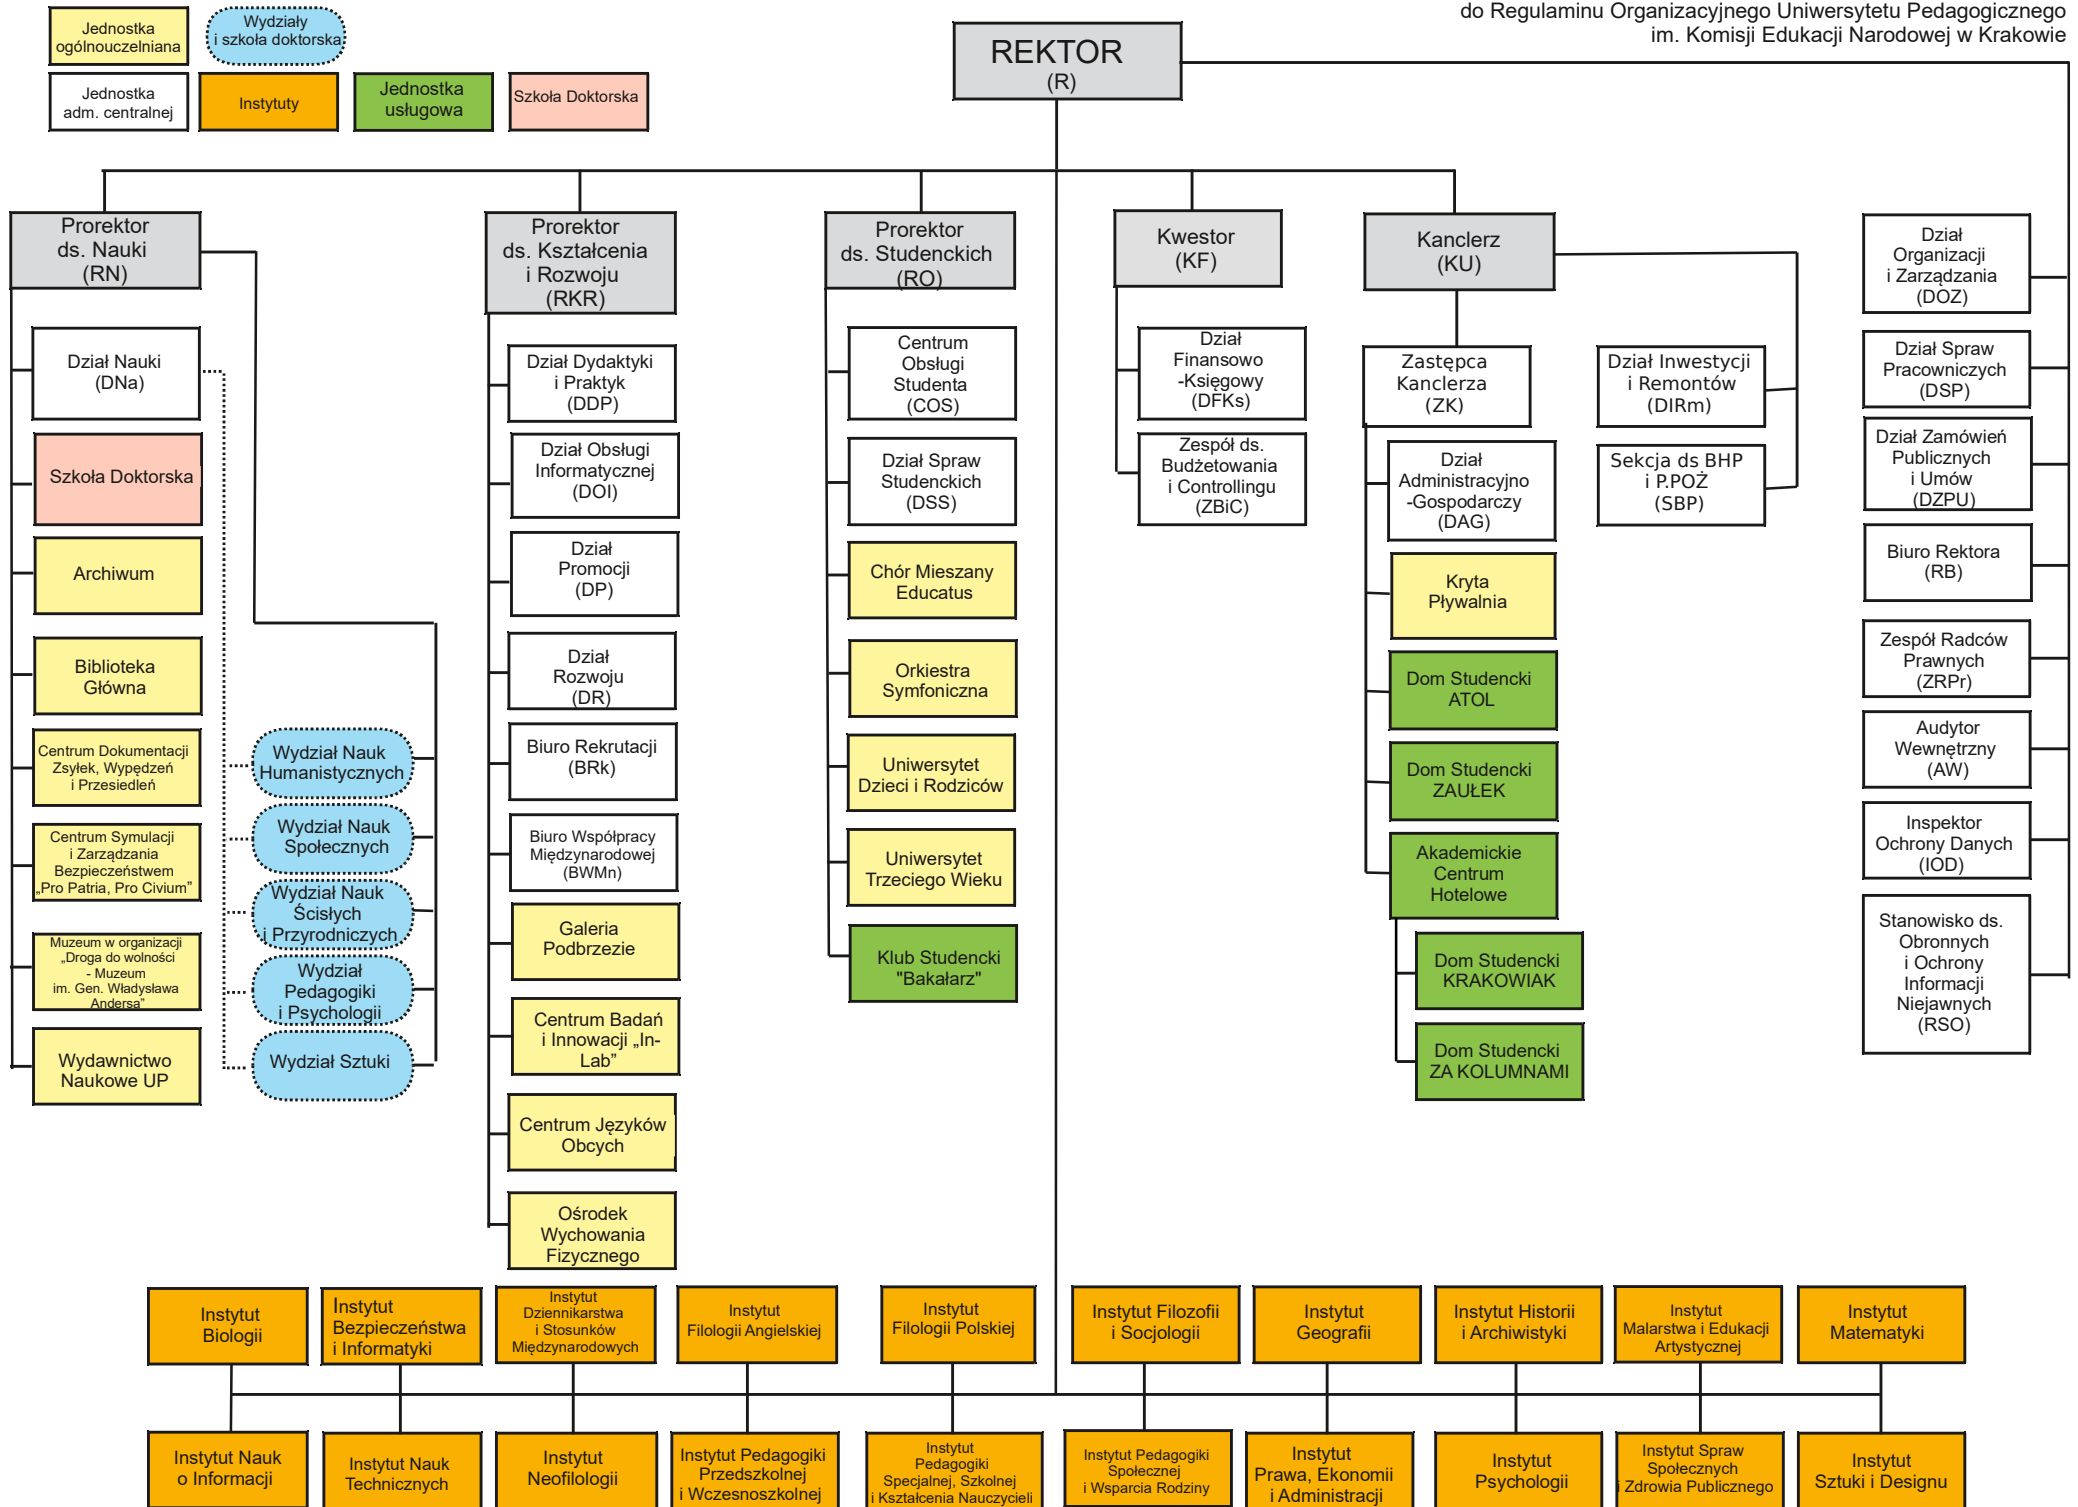 do Regulaminu Organizacyjnego Uniwersytetu Pedagogicznego
im. Komisji Edukacji Narodowej w Krakowie
Jednostka
ogólnouczelniana
Wydziały
i szkoła doktorska
Jednostka
adm. centralnej
Instytuty
Jednostka
usługowa
Szkoła Doktorska
REKTOR
(R)
Prorektor
ds. Nauki
(RN)
Dział Nauki
(DNa)
Szkoła Doktorska
Archiwum
Biblioteka
Główna
Centrum Dokumentacji
Zsyłek, Wypędzeń
i Przesiedleń
Centrum Symulacji
i Zarządzania
Bezpieczeństwem
„Pro Patria, Pro Civium”
Muzeum w organizacji
„Droga do wolności
- Muzeum
im. Gen. Władysława
Andersa”
Wydawnictwo
Naukowe UP
Wydział Nauk
Humanistycznych
Wydział Nauk
Społecznych
Wydział Nauk
Ścisłych
i Przyrodniczych
Wydział
Pedagogiki
i Psychologii
Wydział Sztuki
Prorektor
ds. Kształcenia
i Rozwoju
(RKR)
Dział Dydaktyki
i Praktyk
(DDP)
Dział Obsługi
Informatycznej
(DOI)
Dział
Promocji
(DP)
Dział
Rozwoju
(DR)
Biuro Rekrutacji
(BRk)
Biuro Współpracy
Międzynarodowej
(BWMn)
Galeria
Podbrzezie
Centrum Badań
i Innowacji „In-
Lab”
Centrum Języków
Obcych
Ośrodek
Wychowania
Fizycznego
Prorektor
ds. Studenckich
(RO)
Centrum
Obsługi
Studenta
(COS)
Dział Spraw
Studenckich
(DSS)
Chór Mieszany
Educatus
Orkiestra
Symfoniczna
Uniwersytet
Dzieci i Rodziców
Uniwersytet
Trzeciego Wieku
Klub Studencki
"Bakałarz"
Kwestor
(KF)
Dział
Finansowo
-Księgowy
(DFKs)
Zespół ds.
Budżetowania
i Controllingu
(ZBiC)
Kanclerz
(KU)
Zastępca
Kanclerza
(ZK)
Dział
Administracyjno
-Gospodarczy
(DAG)
Kryta
Pływalnia
Dom Studencki
ATOL
Dom Studencki
ZAUŁEK
Akademickie
Centrum
Hotelowe
Dom Studencki
KRAKOWIAK
Dom Studencki
ZA KOLUMNAMI
Dział Inwestycji
i Remontów
(DIRm)
Sekcja ds BHP
i P.POŻ
(SBP)
Dział
Organizacji
i Zarządzania
(DOZ)
Dział Spraw
Pracowniczych
(DSP)
Dział Zamówień
Publicznych
i Umów
(DZPU)
Biuro Rektora
(RB)
Zespół Radców
Prawnych
(ZRPr)
Audytor
Wewnętrzny
(AW)
Inspektor
Ochrony Danych
(IOD)
Stanowisko ds.
Obronnych
i Ochrony
Informacji
Niejawnych
(RSO)
Instytut
Biologii
Instytut
Bezpieczeństwa
i Informatyki
Instytut
Dziennikarstwa
i Stosunków
Międzynarodowych
Instytut
Filologii Angielskiej
Instytut
Filologii Polskiej
Instytut Filozofii
i Socjologii
Instytut
Geografii
Instytut Historii
i Archiwistyki
Instytut
Malarstwa i Edukacji
Artystycznej
Instytut
Matematyki
Instytut Nauk
o Informacji
Instytut Nauk
Technicznych
Instytut
Neofilologii
Instytut Pedagogiki
Przedszkolnej
i Wczesnoszkolnej
Instytut
Pedagogiki
Specjalnej, Szkolnej
i Kształcenia Nauczycieli
Instytut Pedagogiki
Społecznej
i Wsparcia Rodziny
Instytut
Prawa, Ekonomii
i Administracji
Instytut
Psychologii
Instytut Spraw
Społecznych
i Zdrowia Publicznego
Instytut
Sztuki i Designu